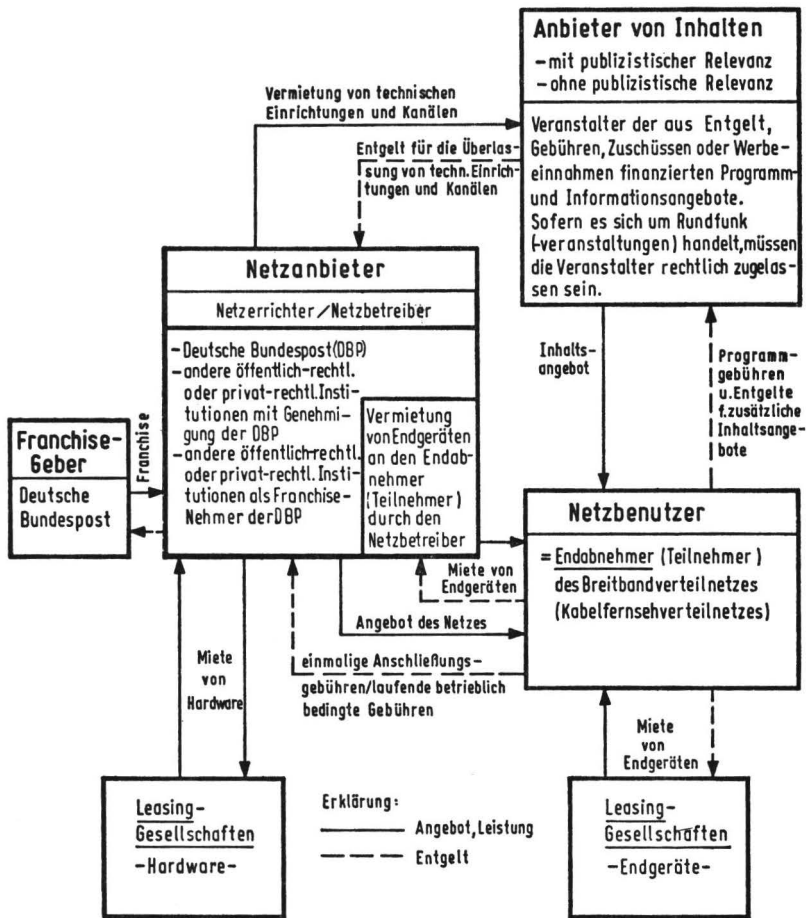 Anbieter von Inhalten
–mit publizistischer Relevanz
–ohne publizistische Relevanz
Veranstalter der aus Entgelt,
Gebühren, Zuschüssen oder Werbe-
einnahmen finanzierten Programm-
und Informationsangebote.
Sofern es sich um Rundfunk
(-veranstaltungen) handelt, müssen
die Veranstalter rechtlich zugelas-
sen sein.
Vermietung von technischen
Einrichtungen und Kanälen
Entgelt für die Überlas-
sung von techn. Einrich-
tungen und Kanälen
Netzanbieter
Netzerrichter/Netzbetreiber
–Deutsche Bundespost (DBP)
–andere öffentlich-rechtl.
oder privat-rechtl. Insti-
tutionen mit Genehmi-
gung der DBP
–andere öffentlich-rechtl.
oder privat-rechtl. Insti-
tutionen als Franchise-
Nehmer der DBP
Vermietung
von Endgeräten
an den Endab-
nehmer
(Teilnehmer)
durch den
Netzbetreiber
Franchise-
Geber
Deutsche
Bundespost
Franchise
Inhalts-
angebot
Programm-
gebühren
u. Entgelte
f. zusätzliche
Inhaltsange-
bote
Netzbenutzer
= Endabnehmer (Teilnehmer)
des Breitbandverteilnetzes
(Kabelfernsehverteilnetzes)
Miete von
Endgeräten
Angebot des Netzes
einmalige Anschließungs-
gebühren/laufende betrieblich
bedingte Gebühren
Miete
von
Hardware
Miete
von
Endgeräten
Leasing-
Gesellschaften
–Hardware–
Erklärung:
Angebot, Leistung
Entgelt
Leasing-
Gesellschaften
–Endgeräte–